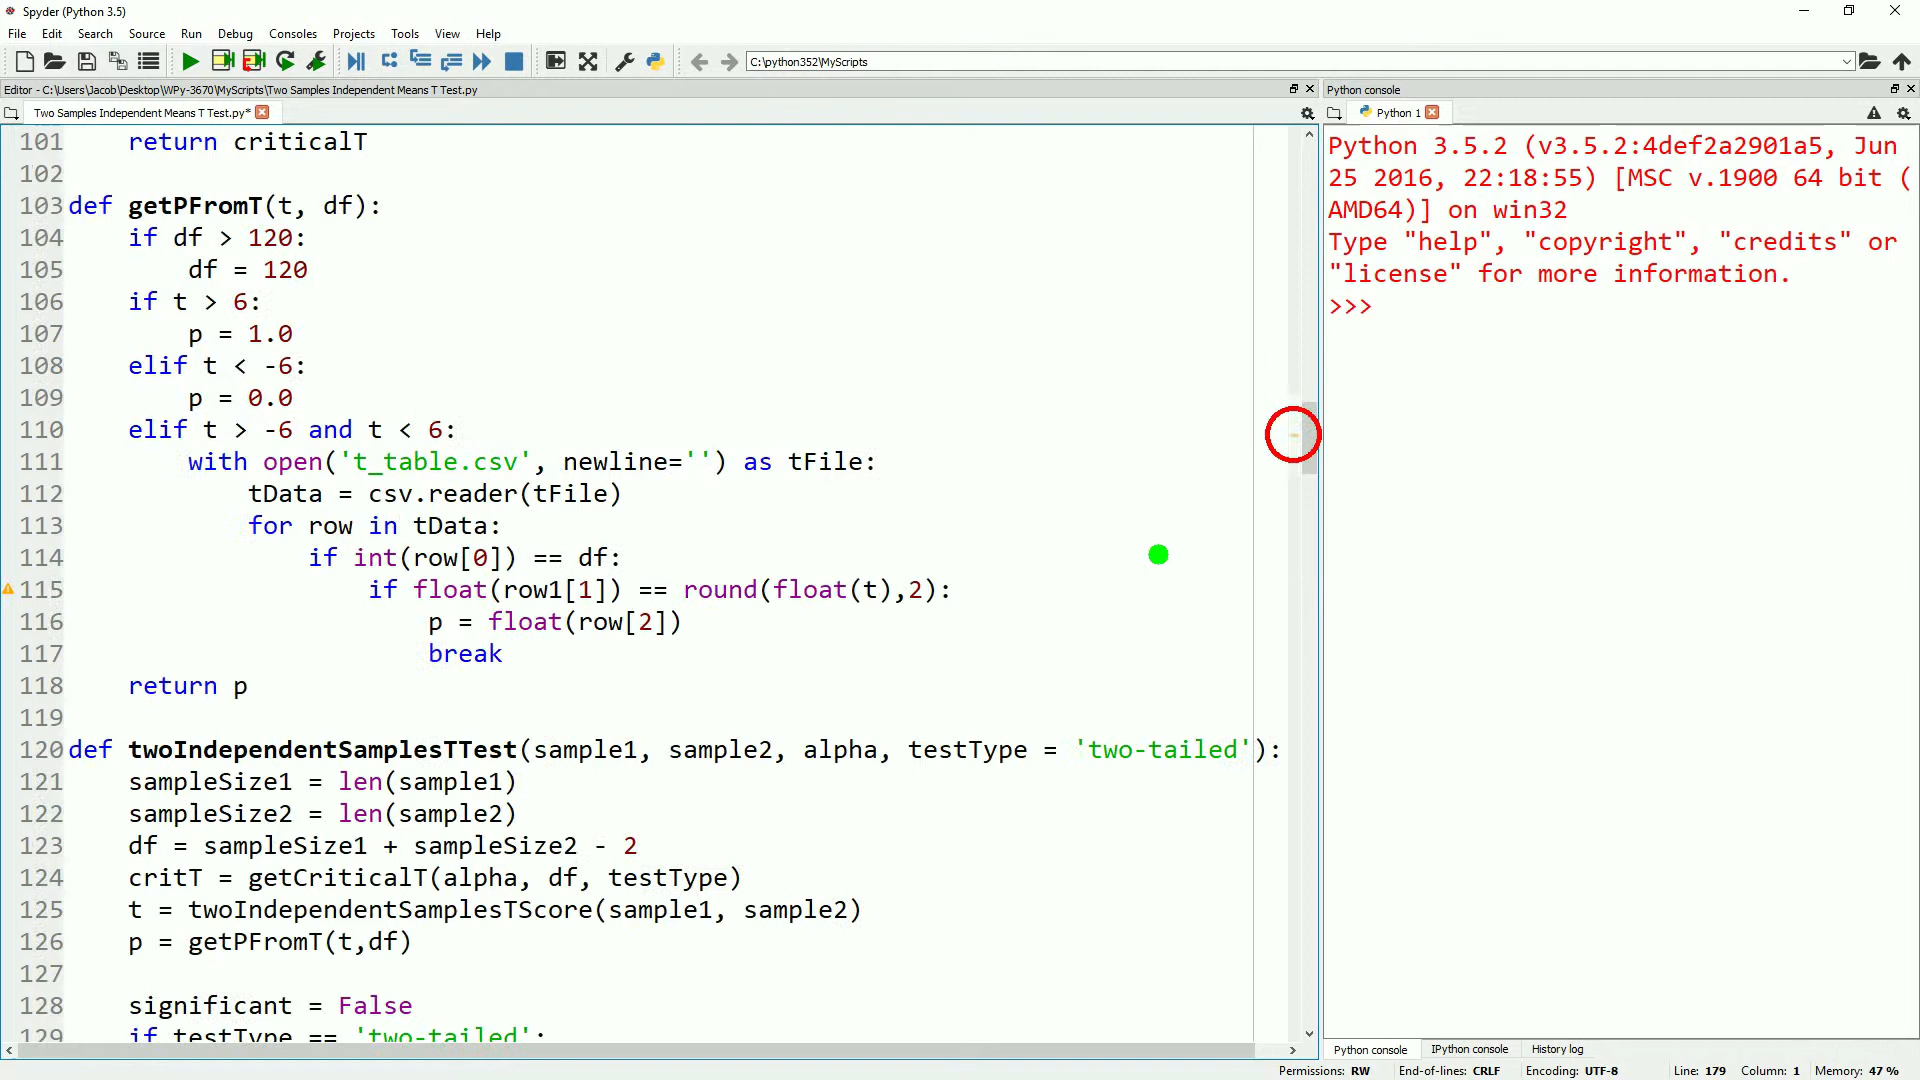 Spyder (Python 3.5)
File Edit Search Source Run Debug Consoles Projects Tools View Help
C:\python352\MyScripts
Editor - C:\Users\Jacob\Desktop\WPy-3670\MyScripts\Two Samples Independent Means T Test.py
Python console
Two Samples Independent Means T Test.py*
Python 1
101     return criticalT
102
103 def getPFromT(t, df):
104     if df > 120:
105         df = 120
106     if t > 6:
107         p = 1.0
108     elif t < -6:
109         p = 0.0
110     elif t > -6 and t < 6:
111         with open('t_table.csv', newline='') as tFile:
112             tData = csv.reader(tFile)
113             for row in tData:
114                 if int(row[0]) == df:
115                     if float(row1[1]) == round(float(t),2):
116                         p = float(row[2])
117                         break
118     return p
119
120 def twoIndependentSamplesTTest(sample1, sample2, alpha, testType = 'two-tailed'):
121     sampleSize1 = len(sample1)
122     sampleSize2 = len(sample2)
123     df = sampleSize1 + sampleSize2 - 2
124     critT = getCriticalT(alpha, df, testType)
125     t = twoIndependentSamplesTScore(sample1, sample2)
126     p = getPFromT(t,df)
127
128     significant = False
129     if testType == 'two-tailed':
Python 3.5.2 (v3.5.2:4def2a2901a5, Jun
25 2016, 22:18:55) [MSC v.1900 64 bit (
AMD64)] on win32
Type "help", "copyright", "credits" or
"license" for more information.
>>>
Python console IPython console History log
Permissions: RW End-of-lines: CRLF Encoding: UTF-8 Line: 179 Column: 1 Memory: 47 %